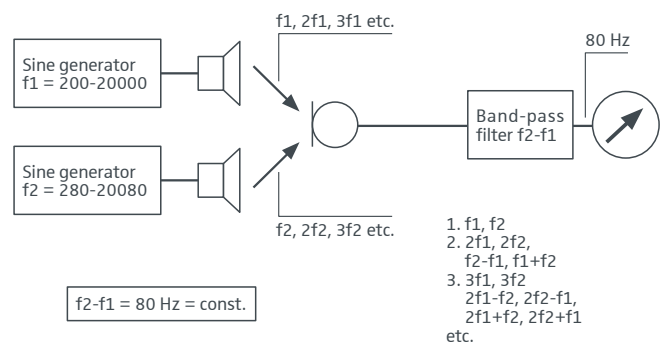 f1, 2f1, 3f1 etc.
80 Hz
Sine generator
f1 = 200-20000
Band-pass
filter f2-f1
Sine generator
f2 = 280-20080
f2, 2f2, 3f2 etc.
1. f1, f2
2. 2f1, 2f2,
f2-f1, f1+f2
3. 3f1, 3f2
2f1-f2, 2f2-f1,
2f1+f2, 2f2+f1
etc.
f2-f1 = 80 Hz = const.